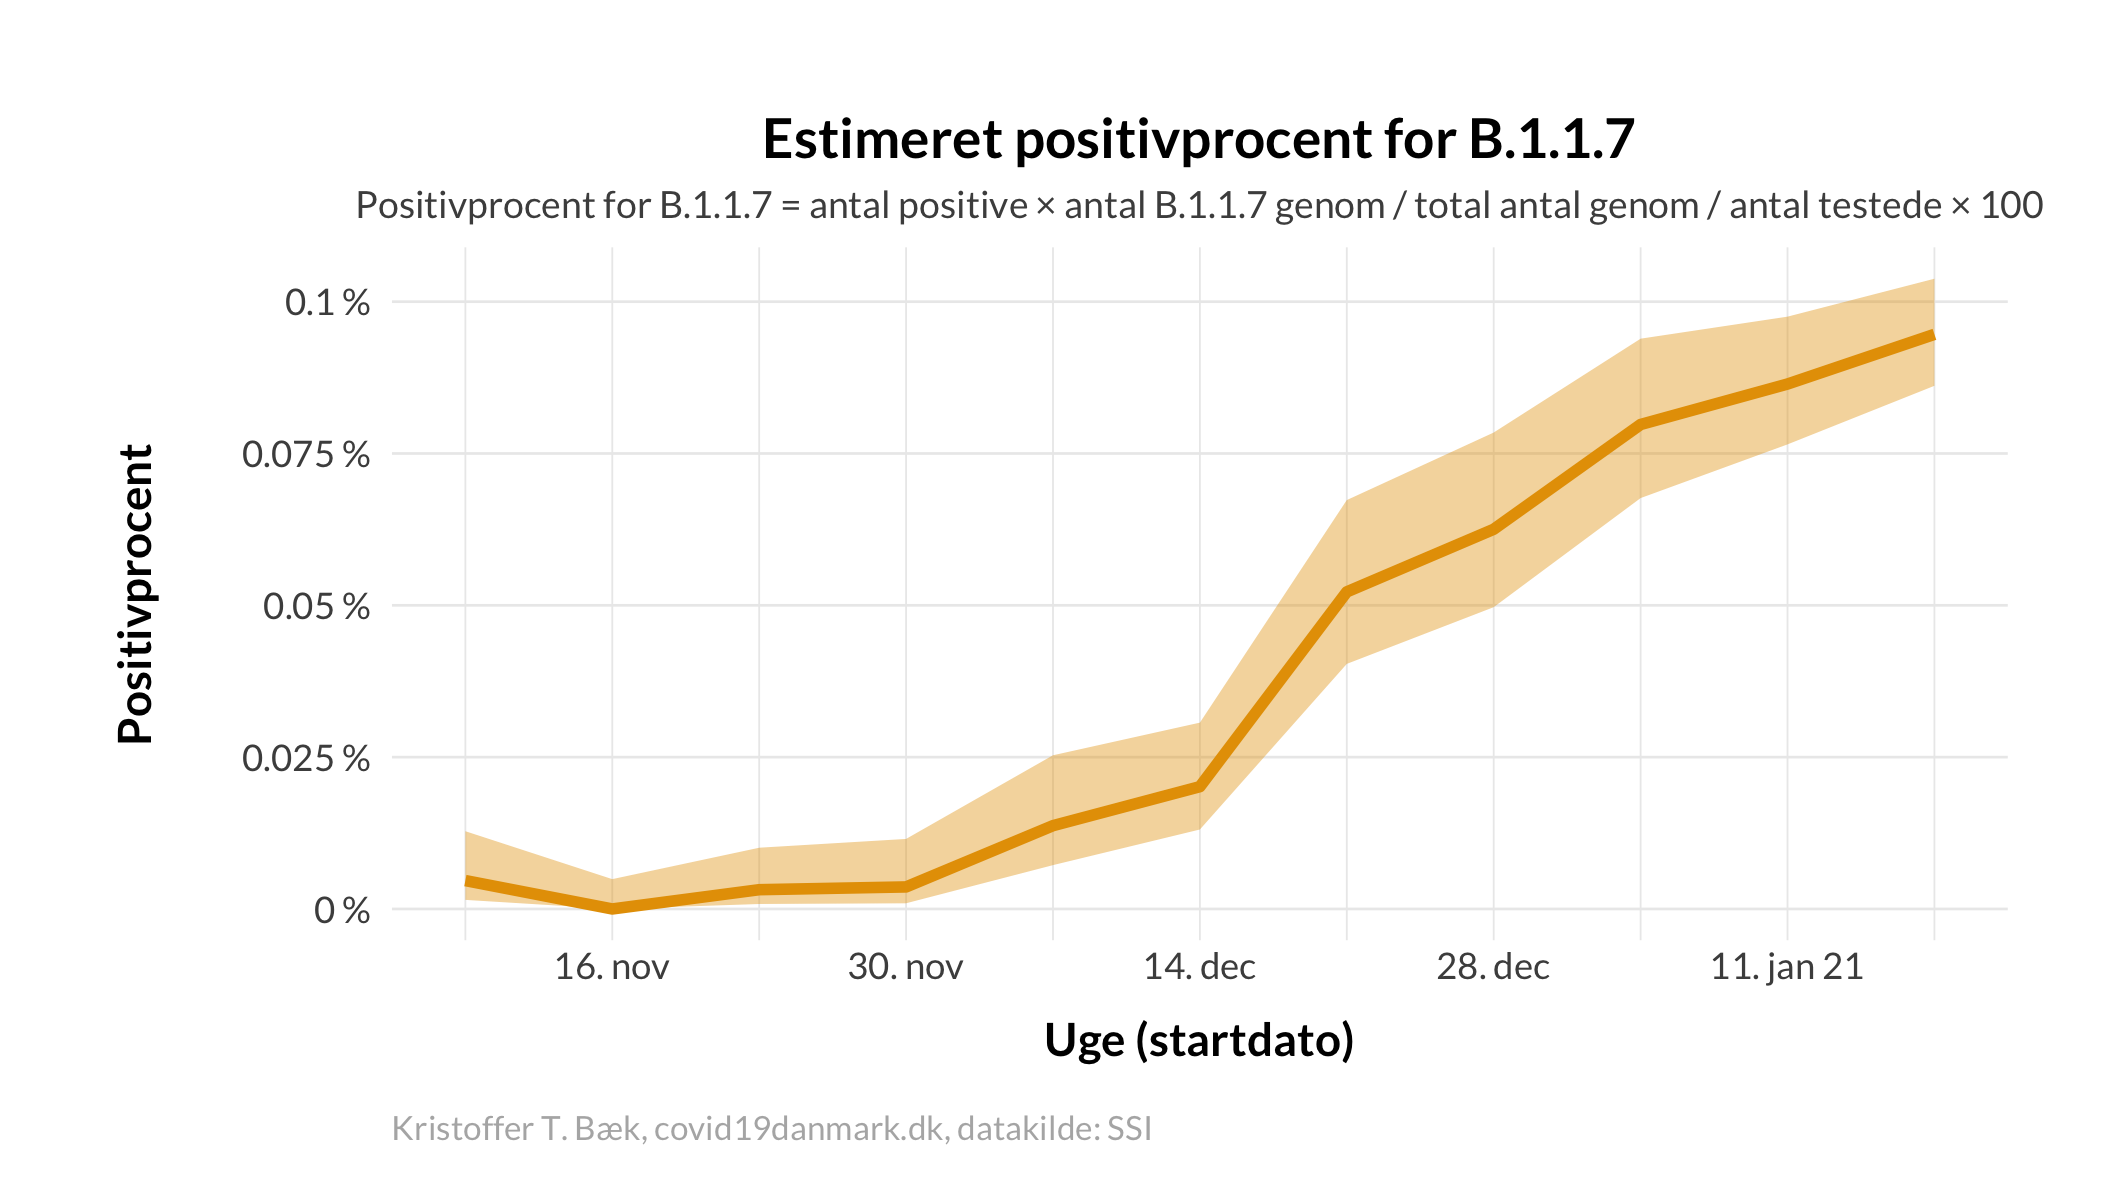 Estimeret positivprocent for B.1.1.7
Positivprocent for B.1.1.7 = antal positive × antal B.1.1.7 genom / total antal genom / antal testede × 100
Positivprocent
0.1 %
0.075 %
0.05 %
0.025 %
0 %
16. nov
30. nov
14. dec
28. dec
11. jan 21
Uge (startdato)
Kristoffer T. Bæk, covid19danmark.dk, datakilde: SSI